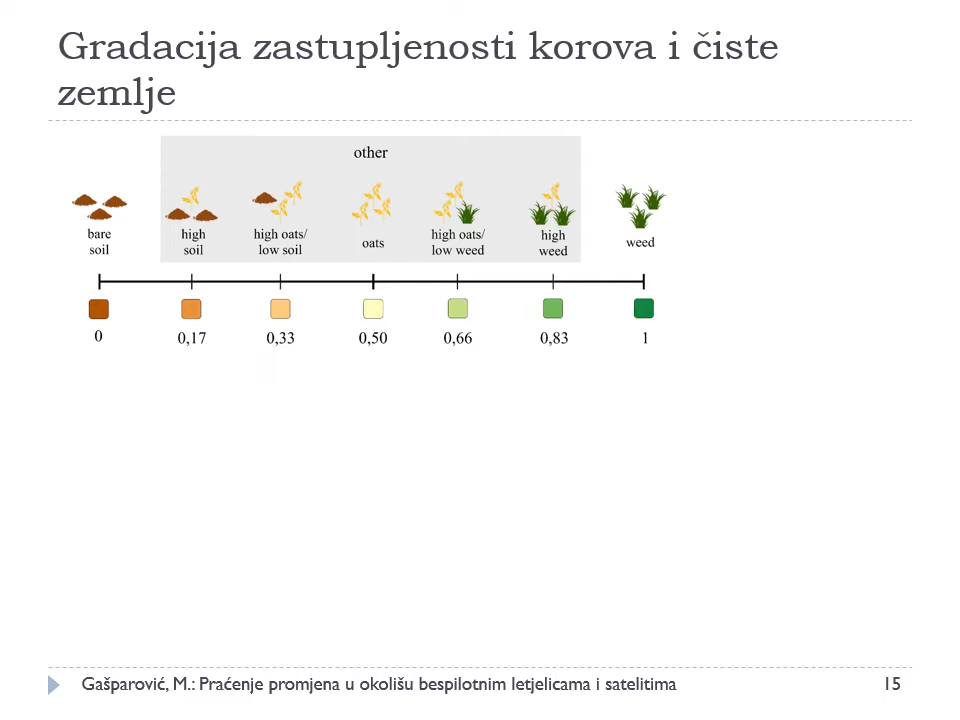 Gradacija zastupljenosti korova i čiste
zemlje
other
bare
soil
high
soil
high oats/
low soil
oats
high oats/
low weed
high
weed
weed
0
0,17
0,33
0,50
0,66
0,83
1
Gašparović, M.: Praćenje promjena u okolišu bespilotnim letjelicama i satelitima
15